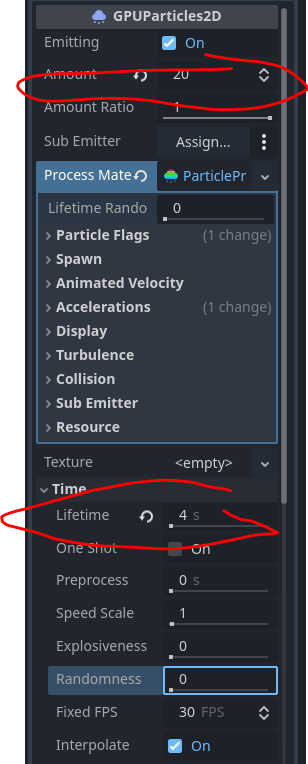 GPUParticles2D
Emitting On
Amount 20
Amount Ratio 1
Sub Emitter Assign...
Process Mate ParticlePr
Lifetime Rando 0
Particle Flags (1 change)
Spawn
Animated Velocity
Accelerations (1 change)
Display
Turbulence
Collision
Sub Emitter
Resource
Texture <empty>
Time
Lifetime 4 s
One Shot On
Preprocess 0 s
Speed Scale 1
Explosiveness 0
Randomness 0
Fixed FPS 30 FPS
Interpolate On